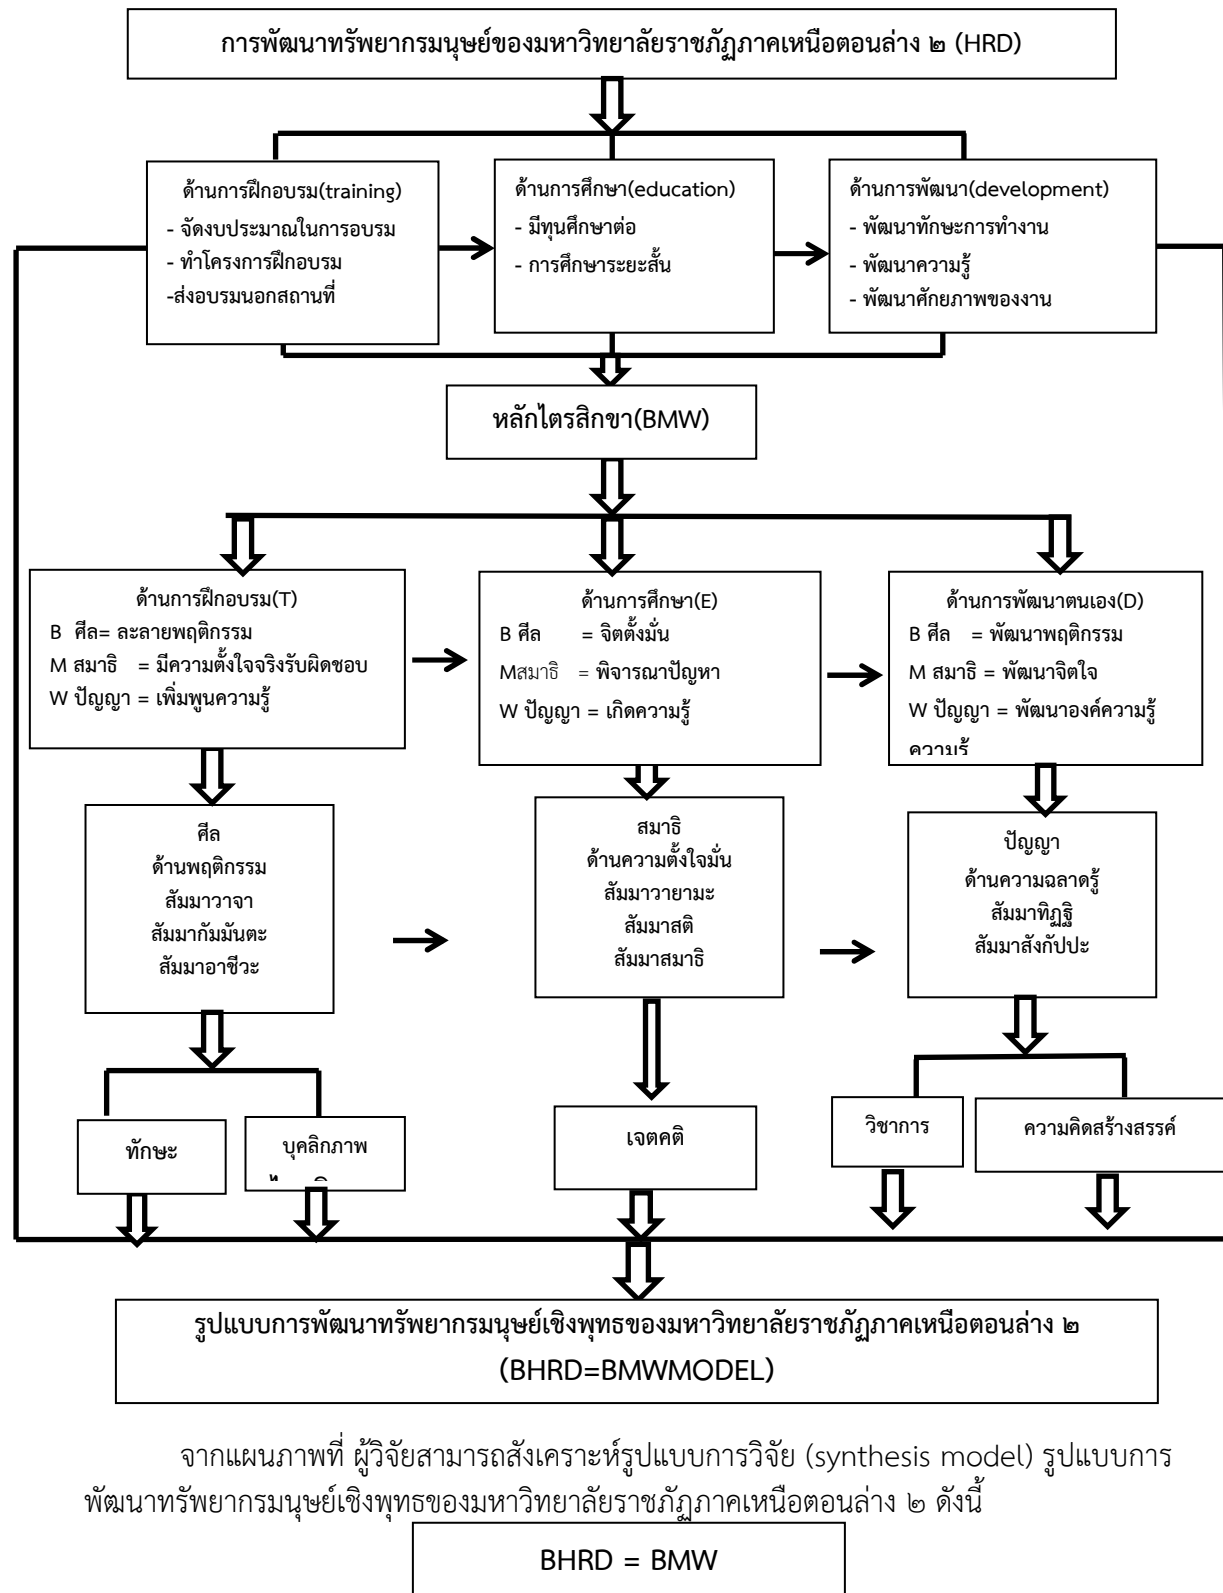 การพัฒนาทรัพยากรมนุษย์ของมหาวิทยาลัยราชภัฏภาคเหนือตอนล่าง ๒ (HRD)
ด้านการฝึกอบรม(training)
- จัดงบประมาณในการอบรม
- ทำโครงการฝึกอบรม
-ส่งอบรมนอกสถานที่
ด้านการศึกษา(education)
- มีทุนศึกษาต่อ
- การศึกษาระยะสั้น
ด้านการพัฒนา(development)
- พัฒนาทักษะการทำงาน
- พัฒนาความรู้
- พัฒนาศักยภาพของงาน
หลักไตรสิกขา(BMW)
ด้านการฝึกอบรม(T)
B ศีล= ละลายพฤติกรรม
M สมาธิ = มีความตั้งใจจริงรับผิดชอบ
W ปัญญา = เพิ่มพูนความรู้
ด้านการศึกษา(E)
B ศีล = จิตตั้งมั่น
Mสมาธิ = พิจารณาปัญหา
W ปัญญา = เกิดความรู้
ด้านการพัฒนาตนเอง(D)
B ศีล = พัฒนาพฤติกรรม
M สมาธิ = พัฒนาจิตใจ
W ปัญญา = พัฒนาองค์ความรู้
ความรู้
ศีล
ด้านพฤติกรรม
สัมมาวาจา
สัมมากัมมันตะ
สัมมาอาชีวะ
สมาธิ
ด้านความตั้งใจมั่น
สัมมาวายามะ
สัมมาสติ
สัมมาสมาธิ
ปัญญา
ด้านความฉลาดรู้
สัมมาทิฏฐิ
สัมมาสังกัปปะ
ทักษะ
บุคลิกภาพ
เจตคติ
วิชาการ
ความคิดสร้างสรรค์
รูปแบบการพัฒนาทรัพยากรมนุษย์เชิงพุทธของมหาวิทยาลัยราชภัฏภาคเหนือตอนล่าง ๒
(BHRD=BMWMODEL)
จากแผนภาพที่ ผู้วิจัยสามารถสังเคราะห์รูปแบบการวิจัย (synthesis model) รูปแบบการ
พัฒนาทรัพยากรมนุษย์เชิงพุทธของมหาวิทยาลัยราชภัฏภาคเหนือตอนล่าง ๒ ดังนี้
BHRD = BMW